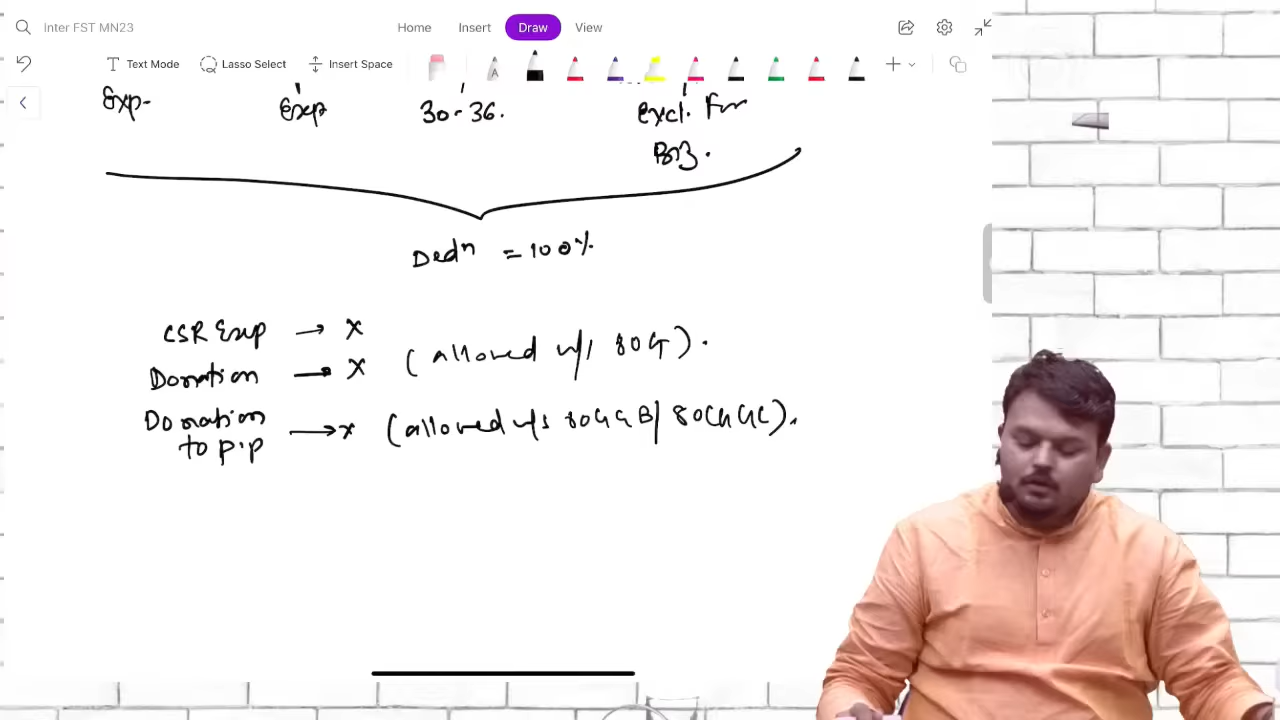 Inter FST MN23
Home Insert Draw View
Text Mode Lasso Select Insert Space
A
Exp. Exp 30-36. Excl. For
Biz.
Dedⁿ = 100%
CSR Exp → x
Donation → x (allowed u/s 80G).
Donation → x (allowed u/s 80GGB/80GGC).
to P.P